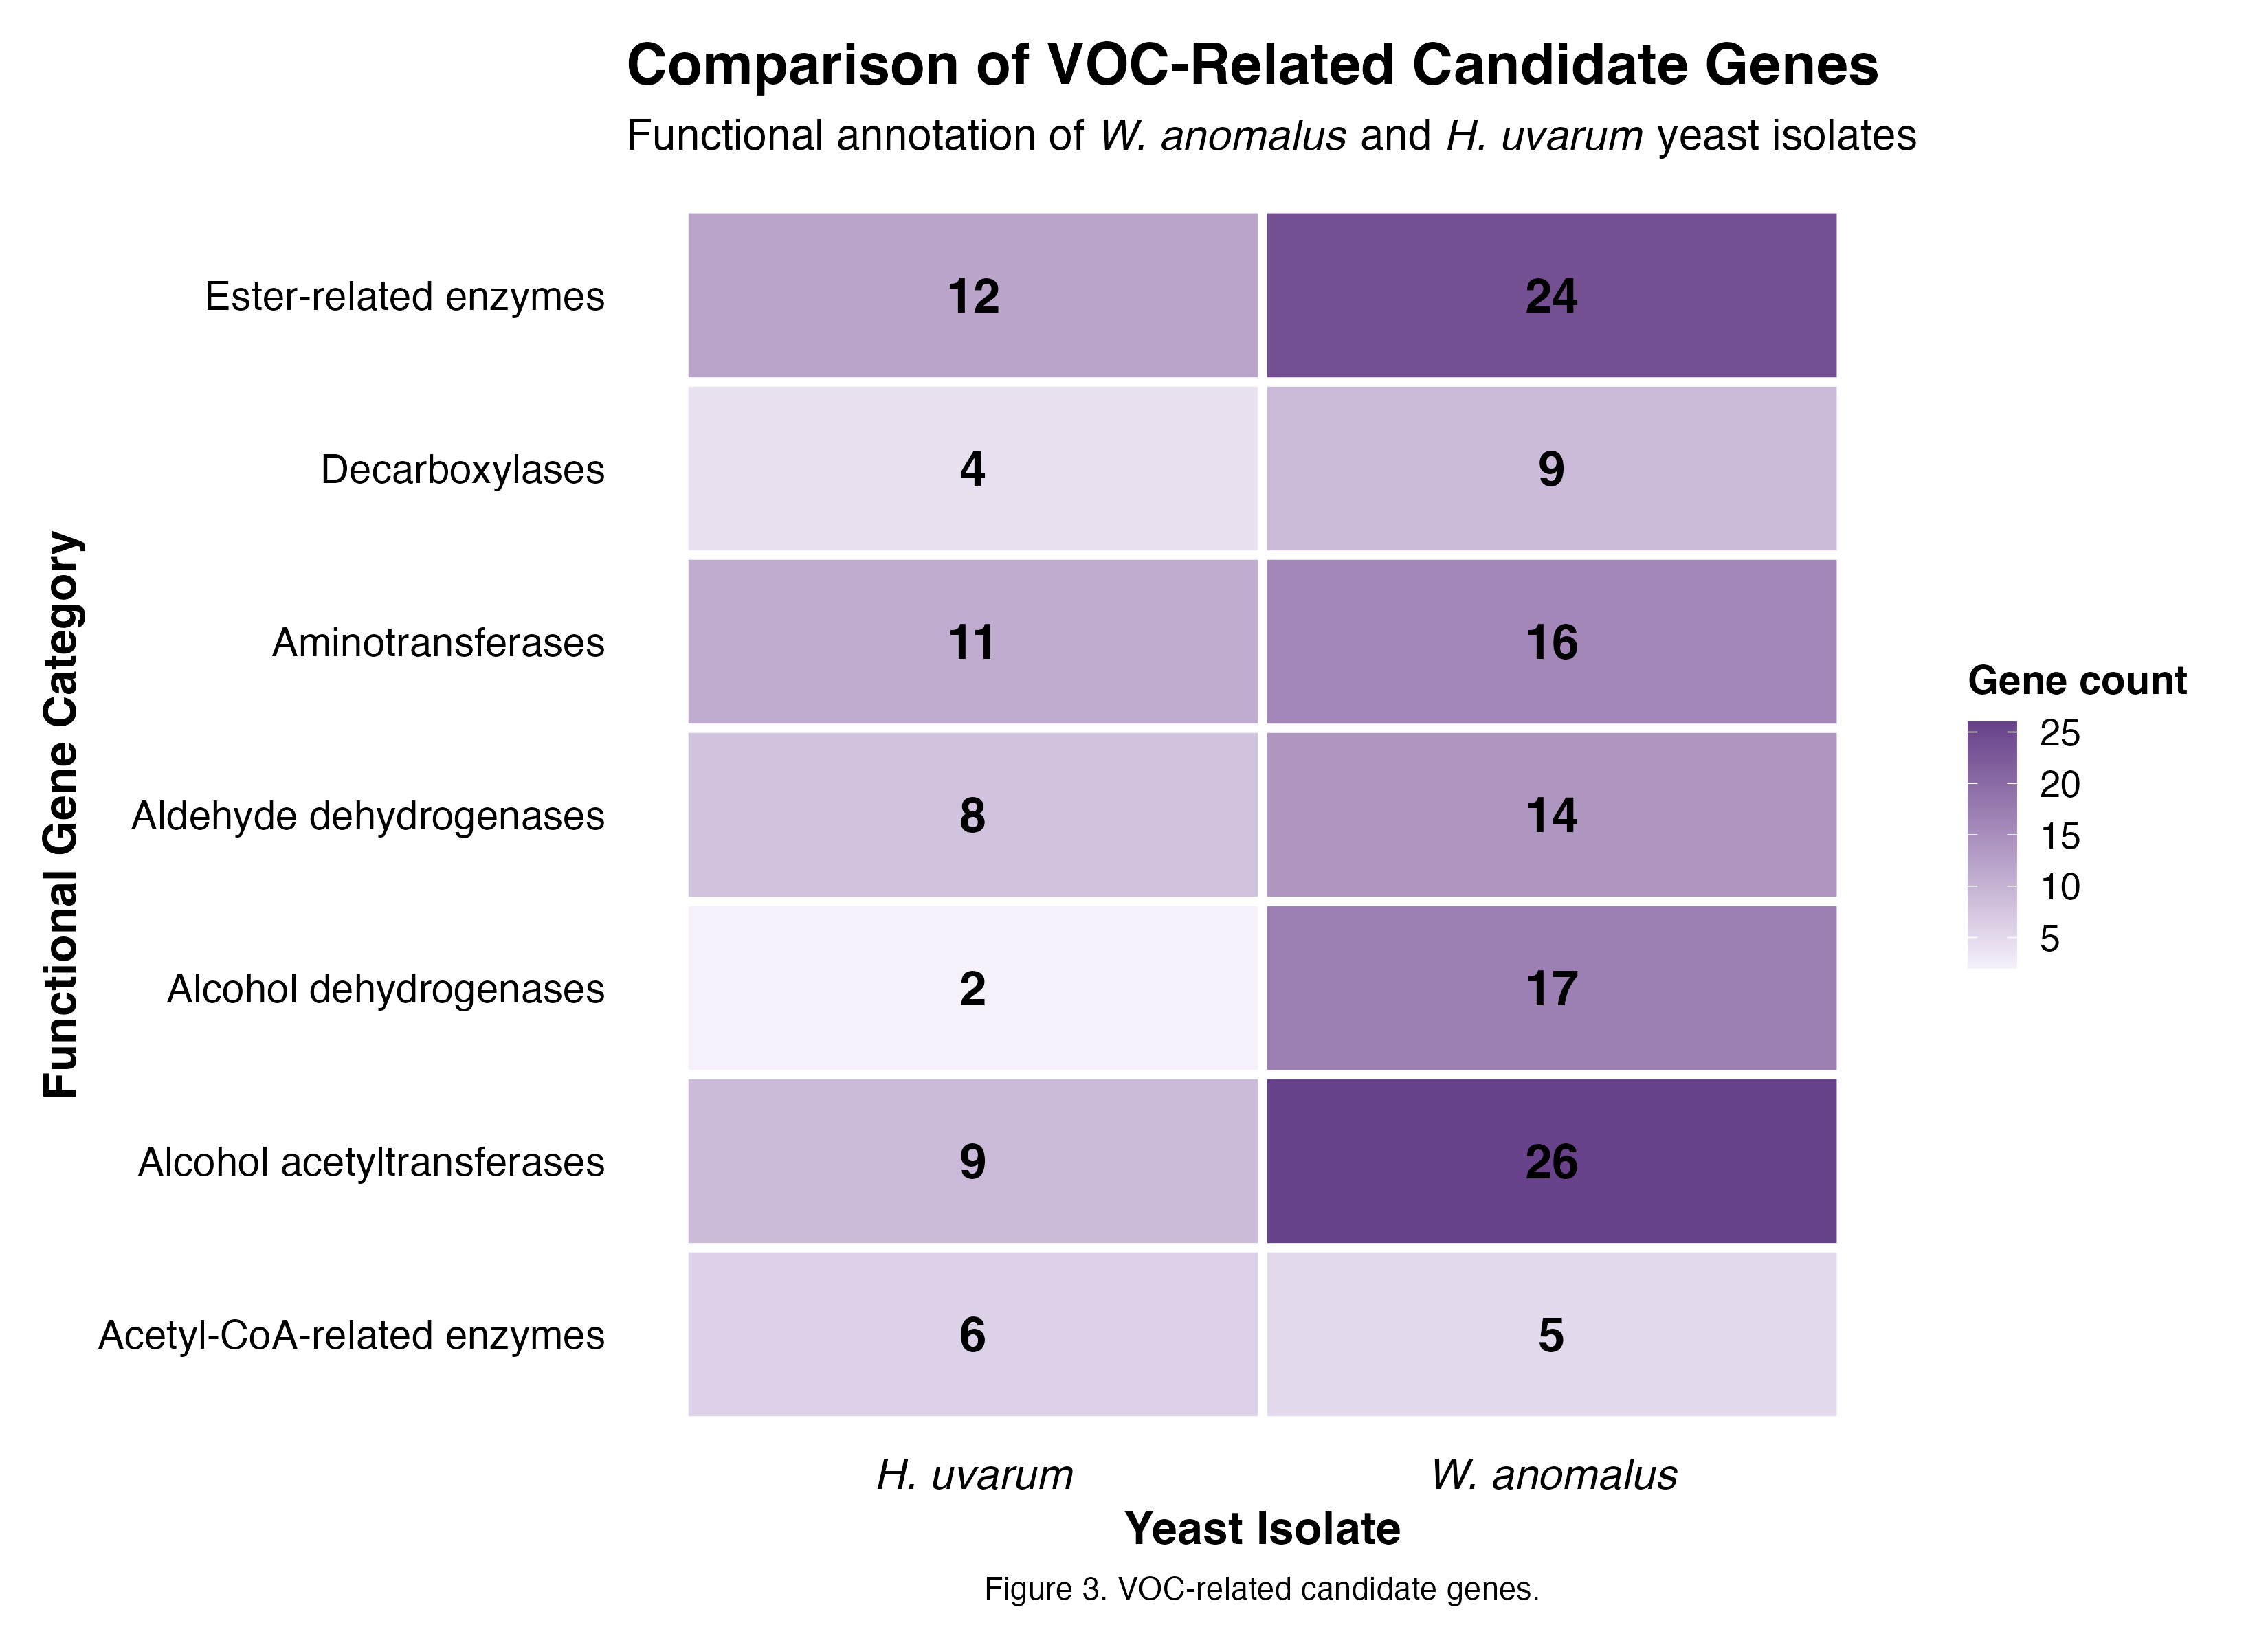 Comparison of VOC-Related Candidate Genes
Functional annotation of W. anomalus and H. uvarum yeast isolates
Functional Gene Category
Ester-related enzymes 12 24
Decarboxylases 4 9
Aminotransferases 11 16
Aldehyde dehydrogenases 8 14
Alcohol dehydrogenases 2 17
Alcohol acetyltransferases 9 26
Acetyl-CoA-related enzymes 6 5
H. uvarum W. anomalus
Yeast Isolate
Gene count
25
20
15
10
5
Figure 3. VOC-related candidate genes.